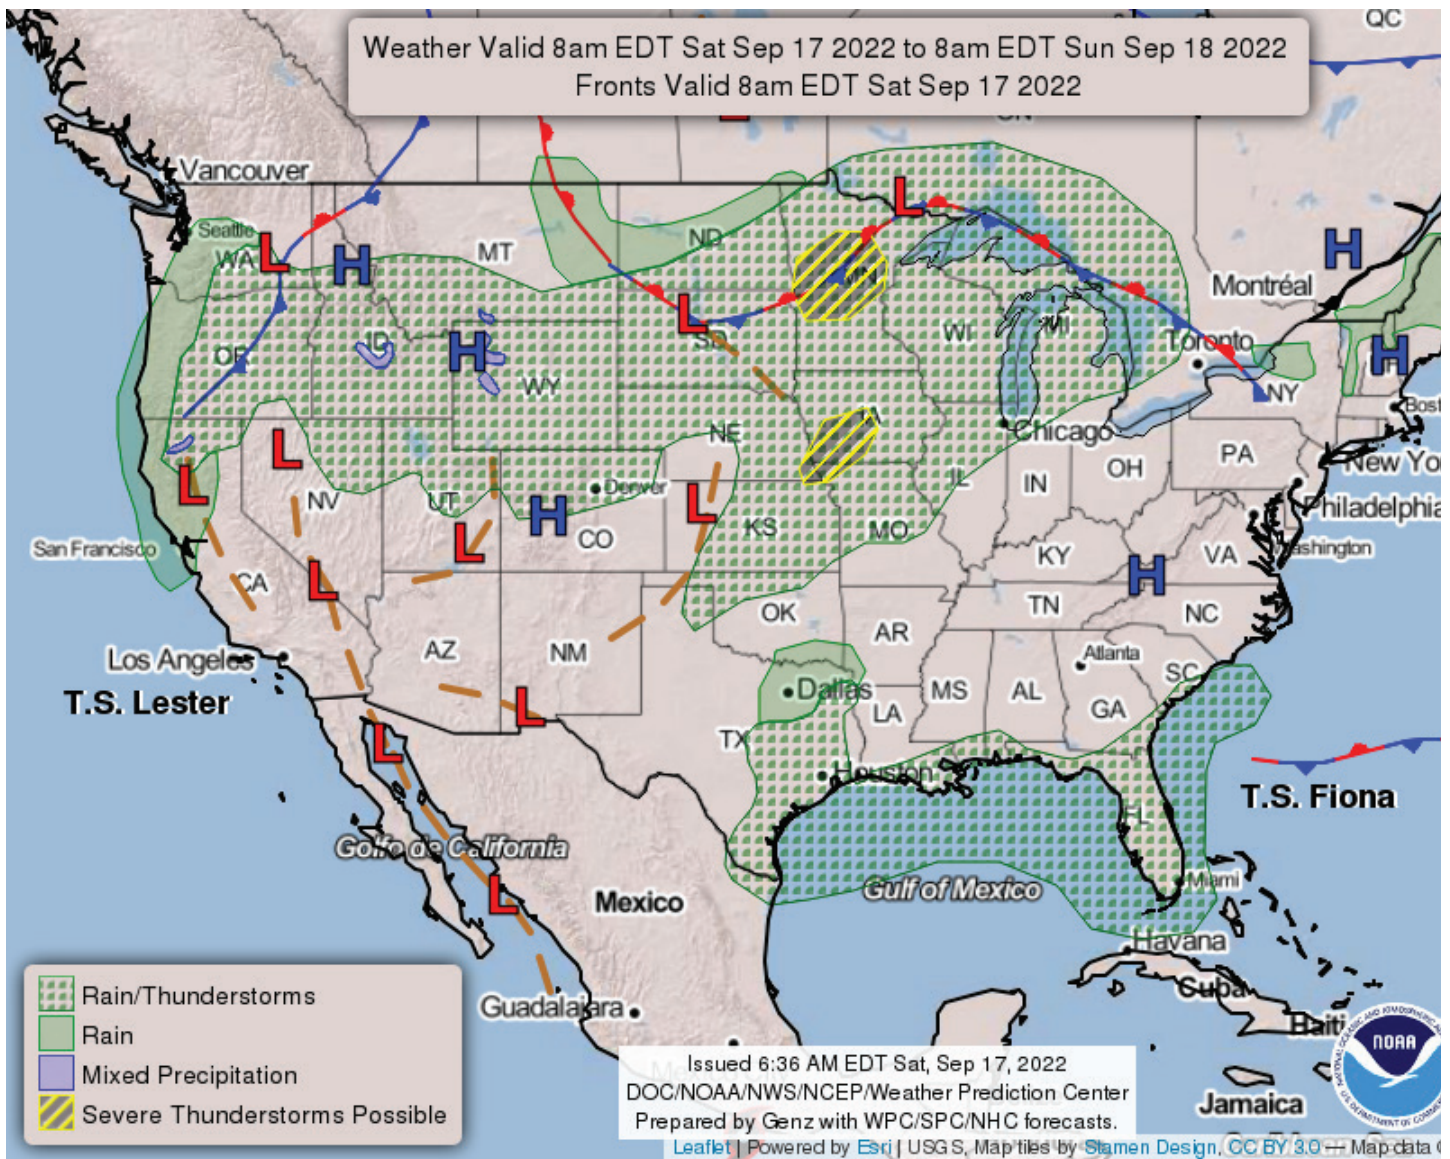 QC
Weather Valid 8am EDT Sat Sep 17 2022 to 8am EDT Sun Sep 18 2022
Fronts Valid 8am EDT Sat Sep 17 2022
L
Vancouver
L
Seattle
WA
L
H
MT
ND
H
Montréal
MN
L
SD
WI
MI
Toronto
OR
ID
H
WY
H
NY
Bost
IA
L
NE
Chicago
PA
New Yo
L
NV
UT
Denver
IL
IN
OH
Philadelphia
L
H
CO
KS
MO
San Francisco
L
KY
VA
Washington
CA
L
H
OK
TN
NC
AR
Los Angeles
AZ
NM
Atlanta
SC
T.S. Lester
L
Dallas
MS
AL
GA
LA
L
TX
Houston
T.S. Fiona
FL
Golfo de California
L
Mexico
Gulf of Mexico
Miami
Havana
Cuba
Rain/Thunderstorms
Rain
Mixed Precipitation
Severe Thunderstorms Possible
Guadalajara
Haiti
NOAA
Issued 6:36 AM EDT Sat, Sep 17, 2022
DOC/NOAA/NWS/NCEP/Weather Prediction Center
Prepared by Genz with WPC/SPC/NHC forecasts.
Jamaica
Leaflet | Powered by Esri | USGS, Map tiles by Stamen Design, CC BY 3.0 — Map data